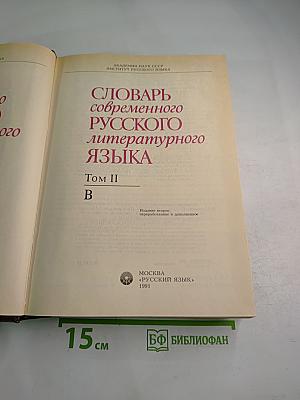 АКАДЕМИЯ НАУК СССР
ИНСТИТУТ РУССКОГО ЯЗЫКА
СЛОВАРЬ
современного
РУССКОГО
литературного
ЯЗЫКА
Том II
В
Издание второе,
переработанное и дополненное
МОСКВА
«РУССКИЙ ЯЗЫК»
1991
15 см
БФ БИБЛИОФАН